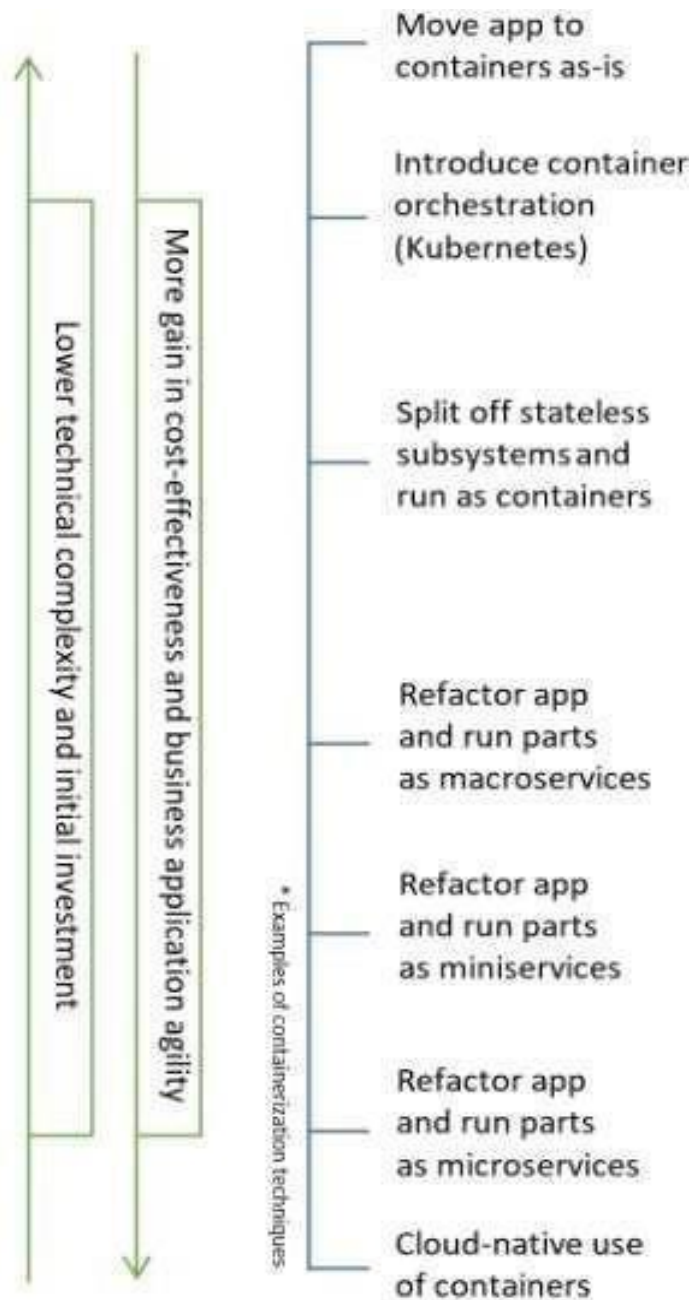 Lower technical complexity and initial investment
More gain in cost-effectiveness and business application agility
* Examples of containerization techniques.
Move app to
containers as-is
Introduce container
orchestration
(Kubernetes)
Split off stateless
subsystems and
run as containers
Refactor app
and run parts
as macroservices
Refactor app
and run parts
as miniservices
Refactor app
and run parts
as microservices
Cloud-native use
of containers